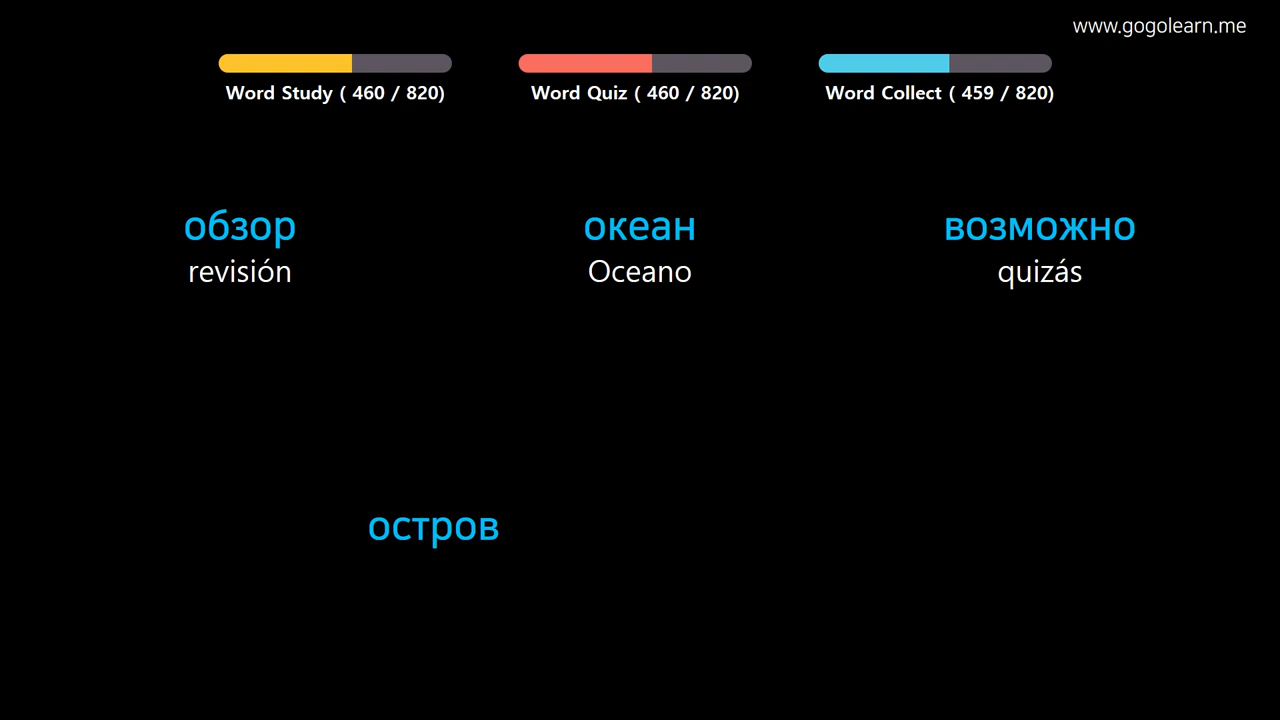 www.gogolearn.me
Word Study ( 460 / 820)
Word Quiz ( 460 / 820)
Word Collect ( 459 / 820)
обзор
океан
возможно
revisión
Oceano
quizás
остров